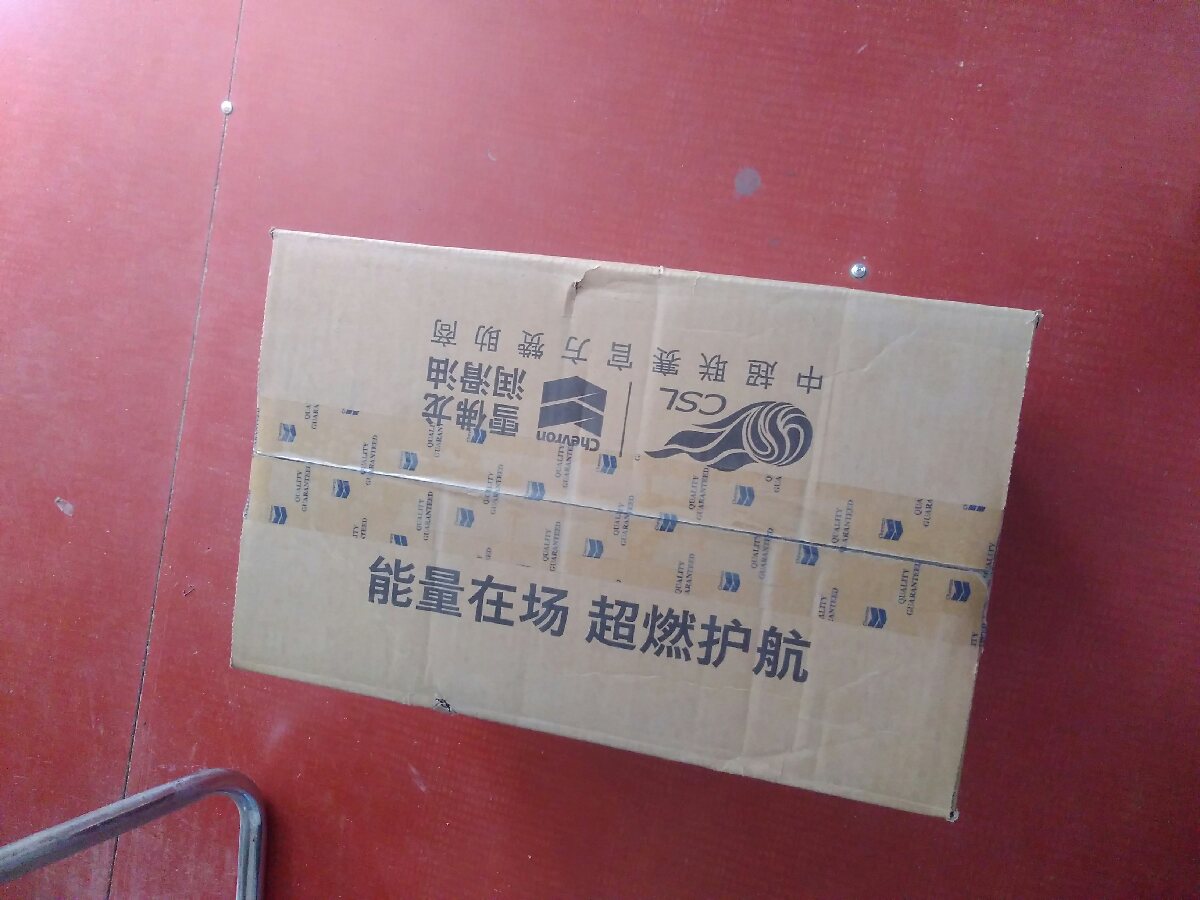 中超联赛官方赞助商
CSL
Chevron
雪佛龙
润滑油
QUALITY
GUARANTEED
能量在场 超燃护航